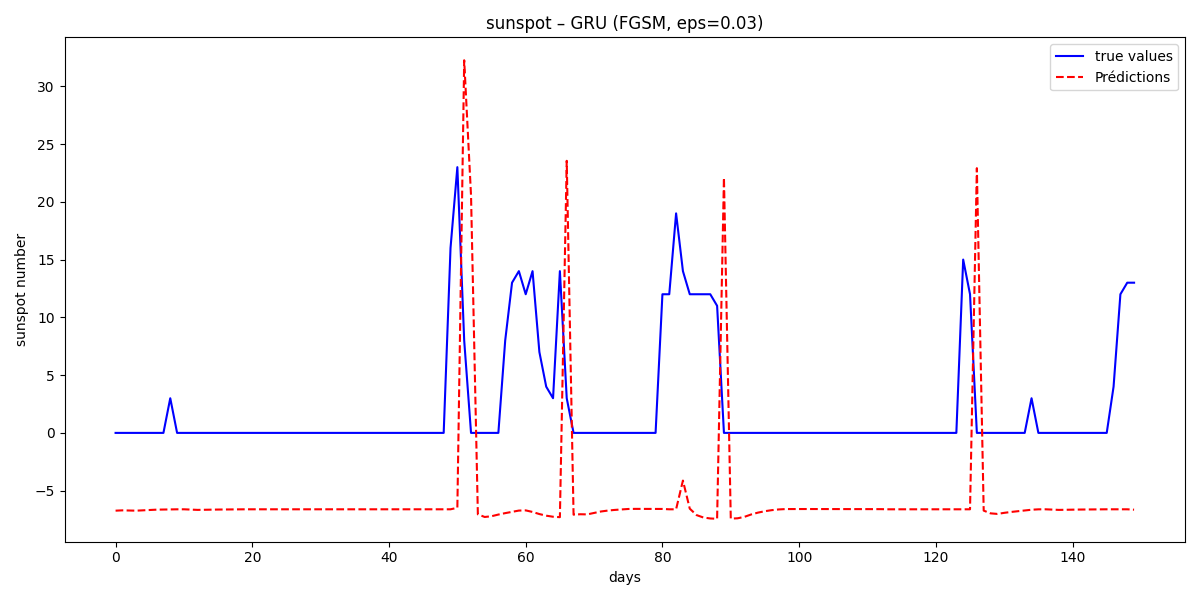 sunspot – GRU (FGSM, eps=0.03)
true values
Prédictions
sunspot number
30
25
20
15
10
5
0
−5
0 20 40 60 80 100 120 140
days